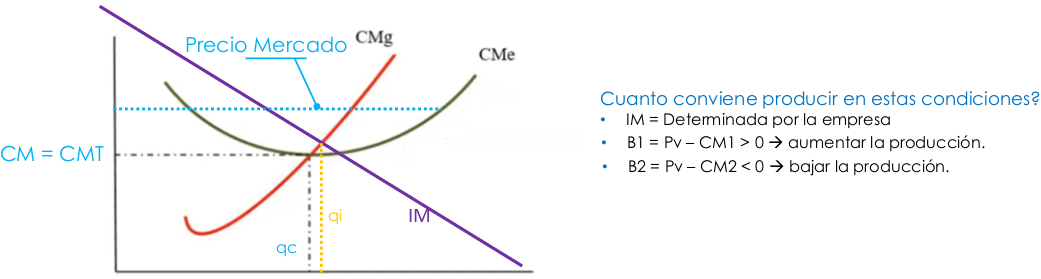 Precio Mercado
CMg
CMe
CM = CMT
qi
IM
qc
Cuanto conviene producir en estas condiciones?
• IM = Determinada por la empresa
• B1 = Pv – CM1 > 0 → aumentar la producción.
• B2 = Pv – CM2 < 0 → bajar la producción.